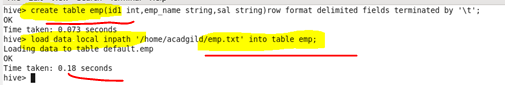 hive> create table emp(id1 int,emp_name string,sal string)row format delimited fields terminated by '\t';
OK
Time taken: 0.073 seconds
hive> load data local inpath '/home/acadgild/emp.txt' into table emp;
Loading data to table default.emp
OK
Time taken: 0.18 seconds
hive>